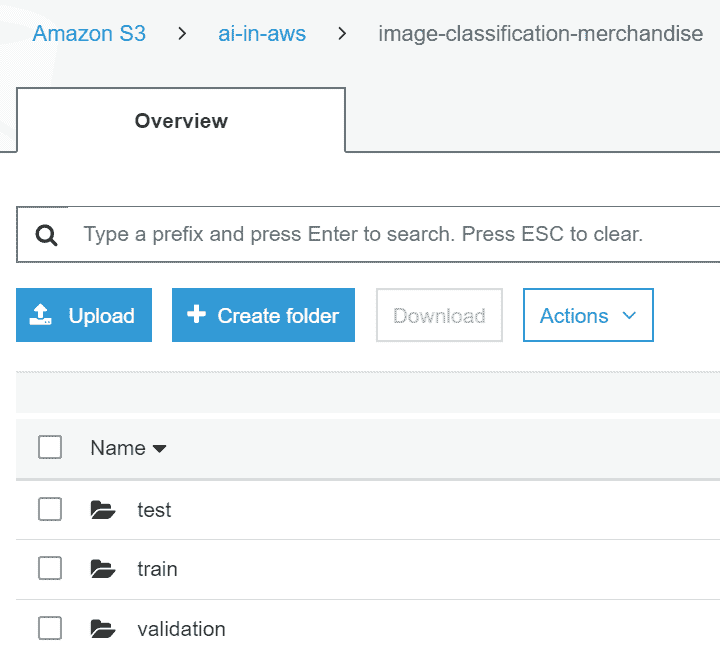 Amazon S3 > ai-in-aws > image-classification-merchandise
Overview
Type a prefix and press Enter to search. Press ESC to clear.
Upload Create folder Download Actions
Name
test
train
validation